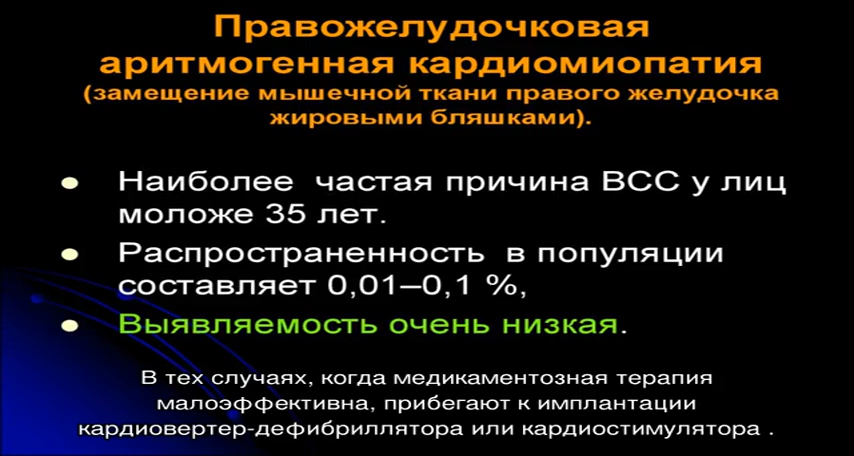 Правожелудочковая
аритмогенная кардиомиопатия
(замещение мышечной ткани правого желудочка
жировыми бляшками).
Наиболее частая причина ВСС у лиц
моложе 35 лет.
Распространенность в популяции
составляет 0,01–0,1 %,
Выявляемость очень низкая.
В тех случаях, когда медикаментозная терапия
малоэффективна, прибегают к имплантации
кардиовертер-дефибриллятора или кардиостимулятора .